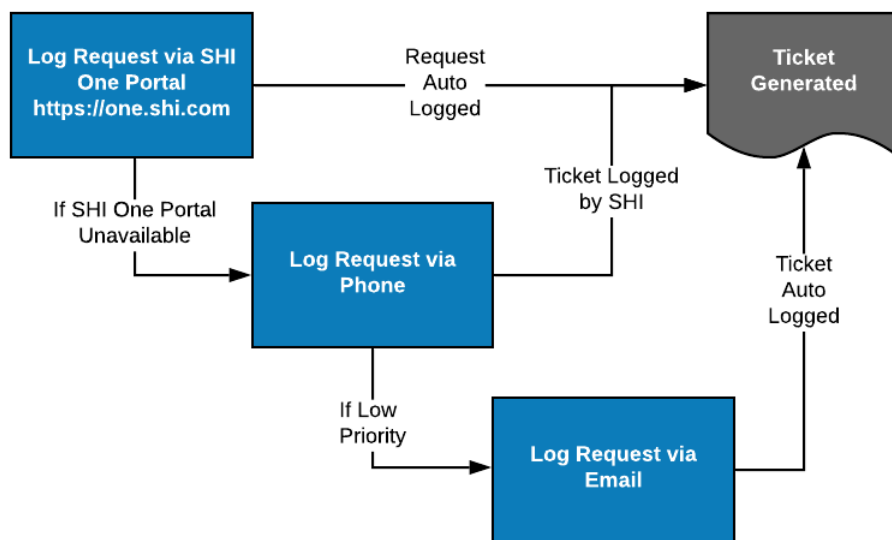 Log Request via SHI
One Portal
https://one.shi.com
Request
Auto
Logged
Ticket
Generated
If SHI One Portal
Unavailable
Ticket Logged
by SHI
Log Request via
Phone
Ticket
Auto
Logged
If Low
Priority
Log Request via
Email